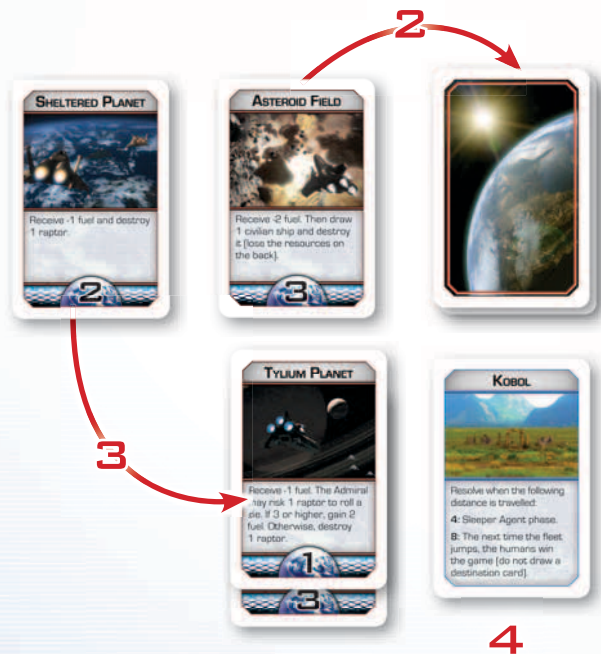 2
SHELTERED PLANET
Receive -1 fuel and destroy
1 raptor.
2
ASTEROID FIELD
Receive -2 fuel. Then draw
1 civilian ship and destroy
it (lose the resources on
the back).
3
3
TYLIUM PLANET
Receive -1 fuel. The Admiral
may risk 1 raptor to roll a
die. If 3 or higher, gain 2
fuel. Otherwise, destroy
1 raptor.
1
3
KOBOL
Resolve when the following
distance is travelled:
4: Sleeper Agent phase.
8: The next time the fleet
jumps, the humans win
the game (do not draw a
destination card).
4